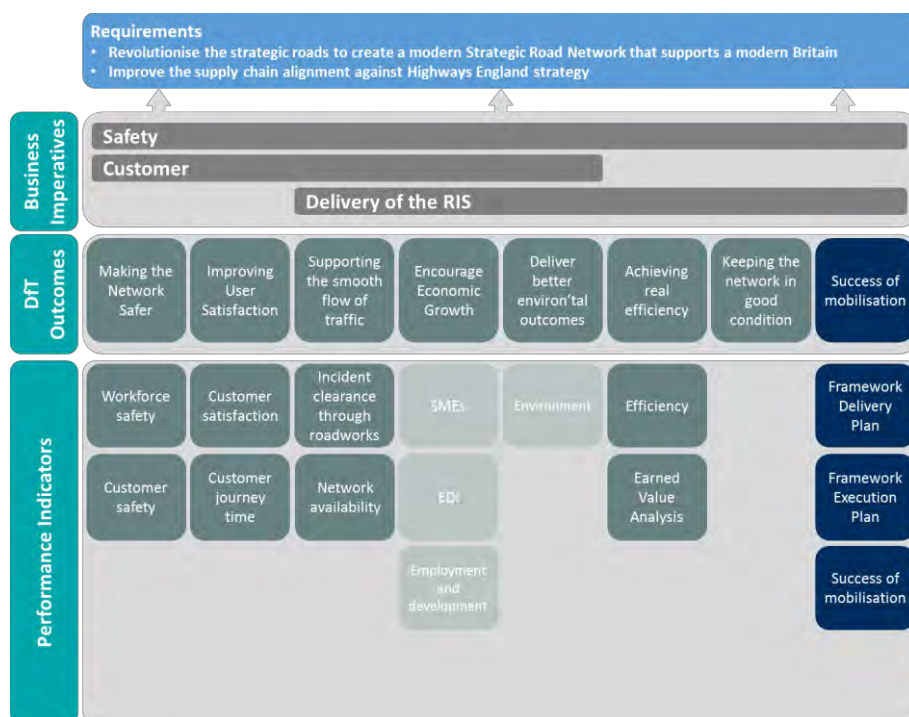 Requirements
• Revolutionise the strategic roads to create a modern Strategic Road Network that supports a modern Britain
• Improve the supply chain alignment against Highways England strategy
Business
Imperatives
Safety
Customer
Delivery of the RIS
DfT
Outcomes
Making the
Network
Safer
Improving
User
Satisfaction
Supporting
the smooth
flow of
traffic
Encourage
Economic
Growth
Deliver
better
environ'tal
outcomes
Achieving
real
efficiency
Keeping the
network in
good
condition
Success of
mobilisation
Performance Indicators
Workforce
safety
Customer
satisfaction
Incident
clearance
through
roadworks
SMEs
Environment
Efficiency
Framework
Delivery
Plan
Customer
safety
Customer
journey
time
Network
availability
EDI
Earned
Value
Analysis
Framework
Execution
Plan
Employment
and
development
Success of
mobilisation